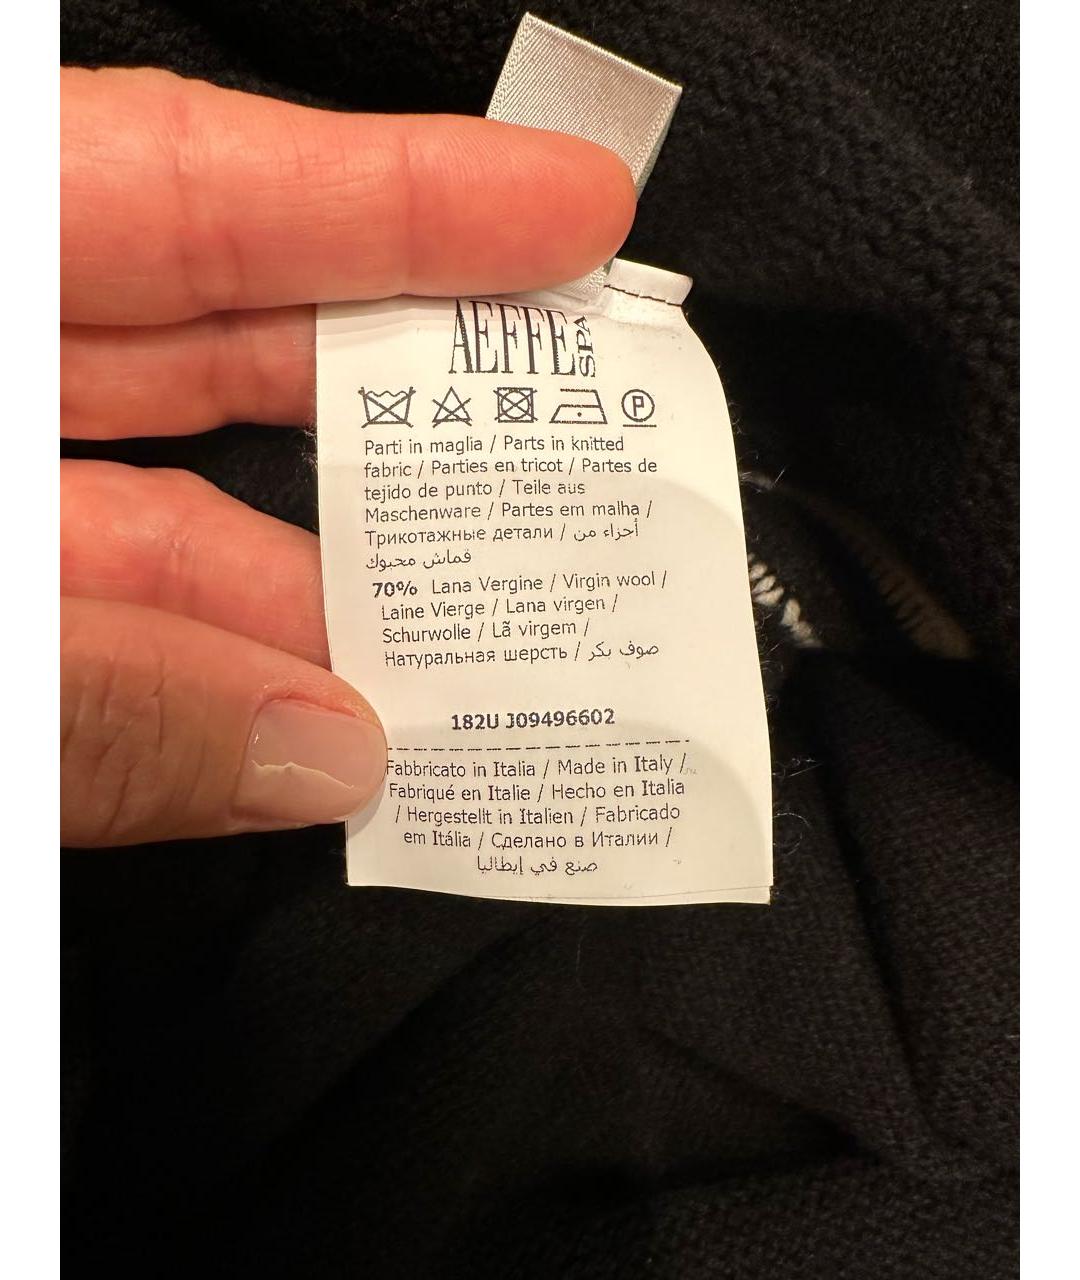 AEFFE SPA
P
Parti in maglia / Parts in knitted
fabric / Parties en tricot / Partes de
tejido de punto / Teile aus
Maschenware / Partes em malha /
Трикотажные детали / أجزاء من
قماش محبوك
70% Lana Vergine / Virgin wool /
Laine Vierge / Lana virgen /
Schurwolle / Lã virgem /
Натуральная шерсть / صوف بكر
182U J09496602
Fabbricato in Italia / Made in Italy /
Fabriqué en Italie / Hecho en Italia
/ Hergestellt in Italien / Fabricado
em Itália / Сделано в Италии /
صنع في إيطاليا